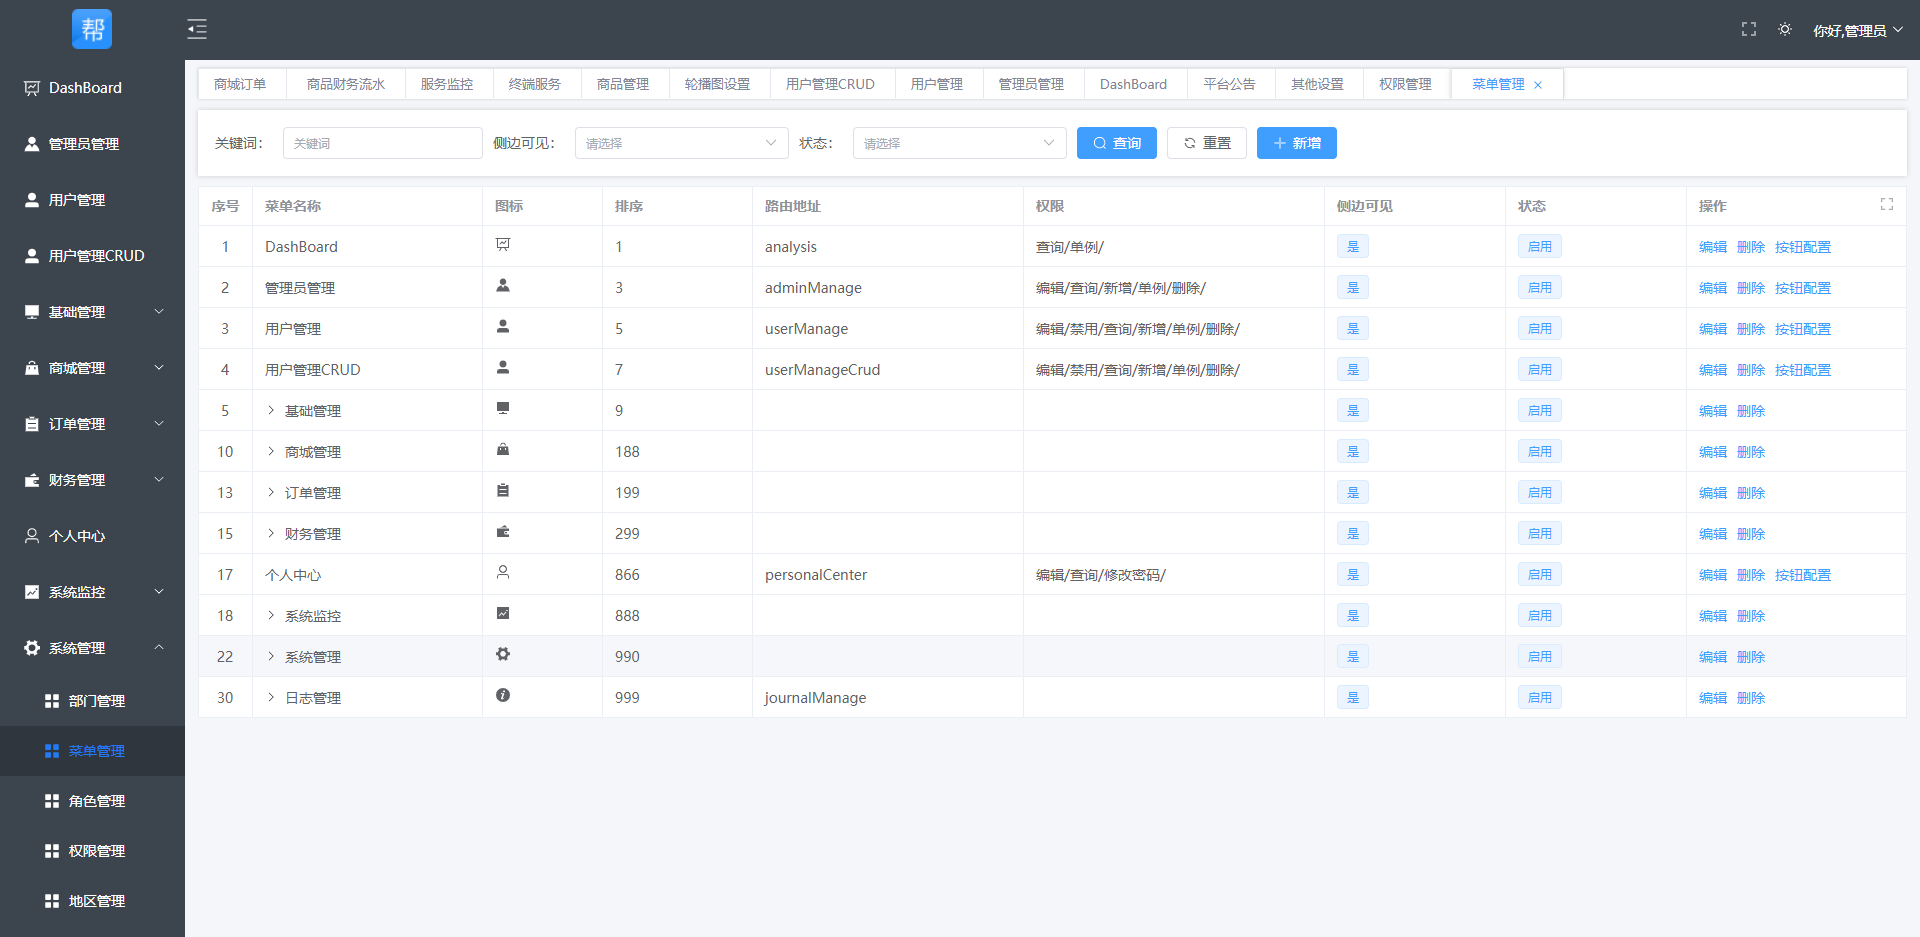 帮
你好,管理员
DashBoard
管理员管理
用户管理
用户管理CRUD
基础管理
商城管理
订单管理
财务管理
个人中心
系统监控
系统管理
部门管理
菜单管理
角色管理
权限管理
地区管理
商城订单 商品财务流水 服务监控 终端服务 商品管理 轮播图设置 用户管理CRUD 用户管理 管理员管理 DashBoard 平台公告 其他设置 权限管理 菜单管理
关键词： 关键词 侧边可见： 请选择 状态： 请选择 查询 重置 新增
序号 菜单名称 图标 排序 路由地址 权限 侧边可见 状态 操作
1 DashBoard 1 analysis 查询/单例/ 是 启用 编辑 删除 按钮配置
2 管理员管理 3 adminManage 编辑/查询/新增/单例/删除/ 是 启用 编辑 删除 按钮配置
3 用户管理 5 userManage 编辑/禁用/查询/新增/单例/删除/ 是 启用 编辑 删除 按钮配置
4 用户管理CRUD 7 userManageCrud 编辑/禁用/查询/新增/单例/删除/ 是 启用 编辑 删除 按钮配置
5 基础管理 9 是 启用 编辑 删除
10 商城管理 188 是 启用 编辑 删除
13 订单管理 199 是 启用 编辑 删除
15 财务管理 299 是 启用 编辑 删除
17 个人中心 866 personalCenter 编辑/查询/修改密码/ 是 启用 编辑 删除 按钮配置
18 系统监控 888 是 启用 编辑 删除
22 系统管理 990 是 启用 编辑 删除
30 日志管理 999 journalManage 是 启用 编辑 删除